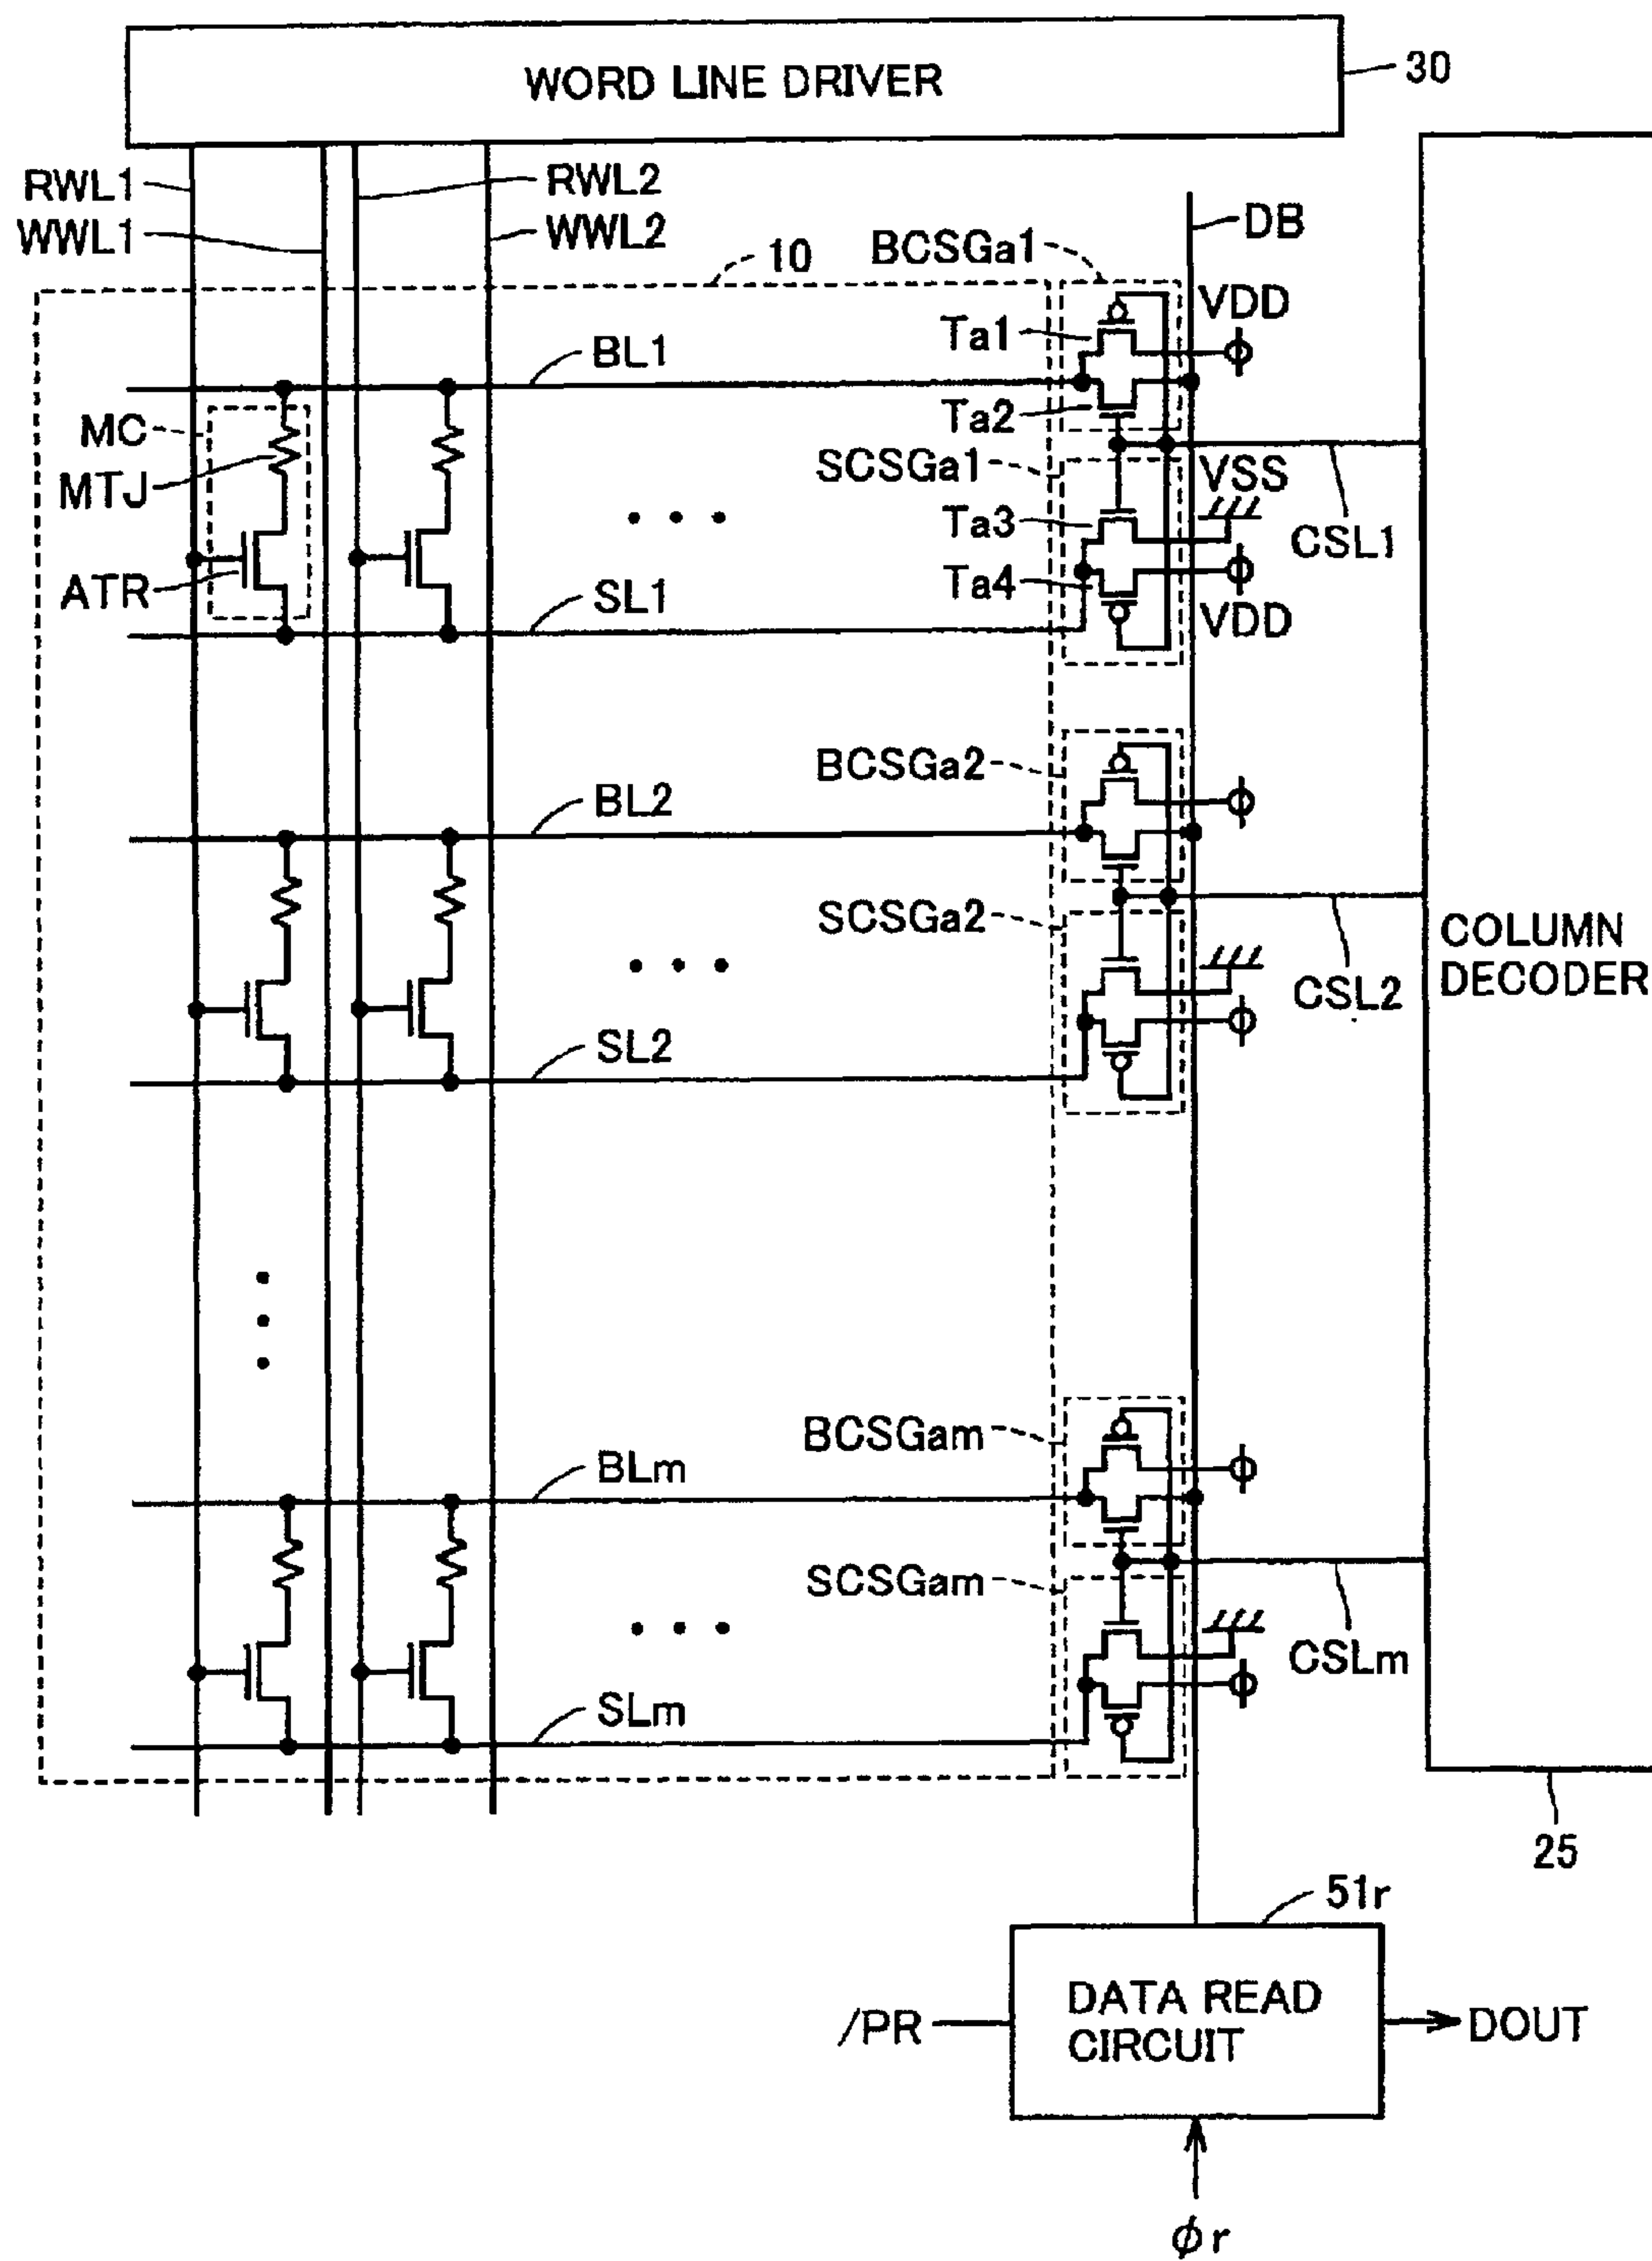 WORD LINE DRIVER
30
RWL1
RWL2
WWL1
WWL2
10
BCSGa1
DB
VDD
Ta1
BL1
Ta2
MC
MTJ
SCSGa1
VSS
Ta3
CSL1
ATR
SL1
Ta4
VDD
BCSGa2
BL2
SCSGa2
COLUMN
DECODER
CSL2
SL2
BCSGam
BLm
SCSGam
CSLm
SLm
25
51r
DATA READ
CIRCUIT
/PR
DOUT
φr